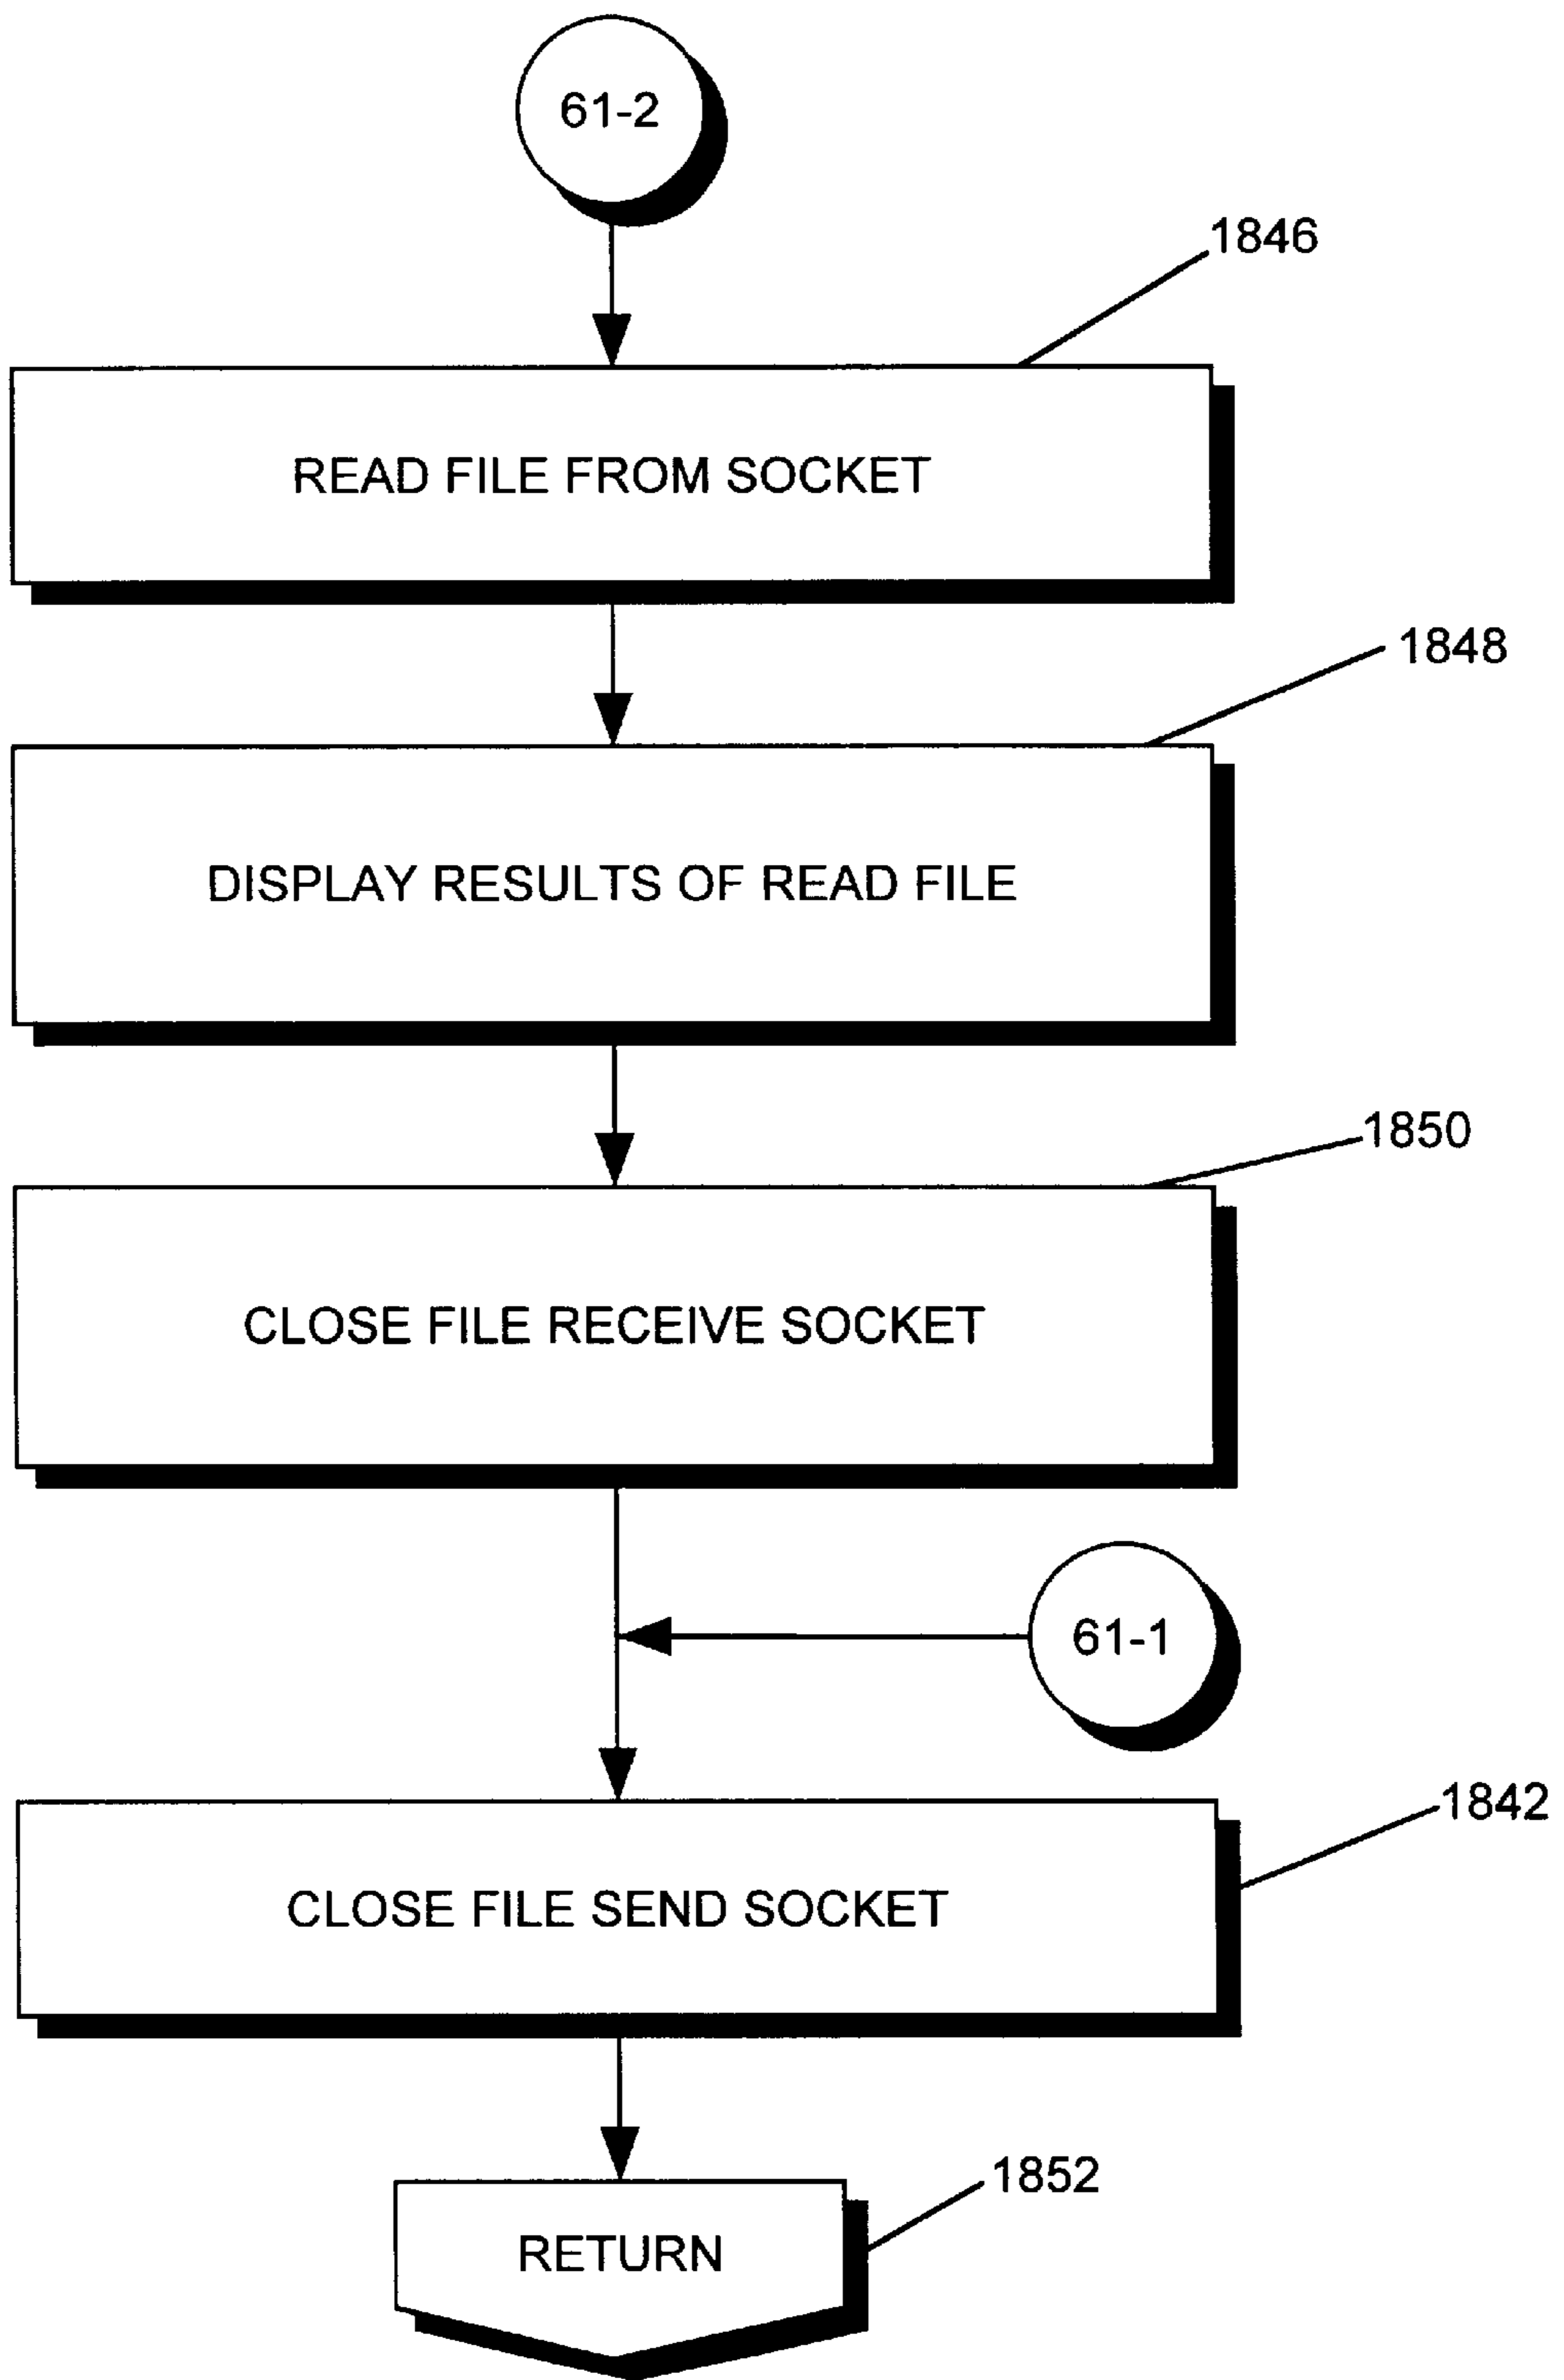 61-2
1846
READ FILE FROM SOCKET
1848
DISPLAY RESULTS OF READ FILE
1850
CLOSE FILE RECEIVE SOCKET
61-1
1842
CLOSE FILE SEND SOCKET
1852
RETURN